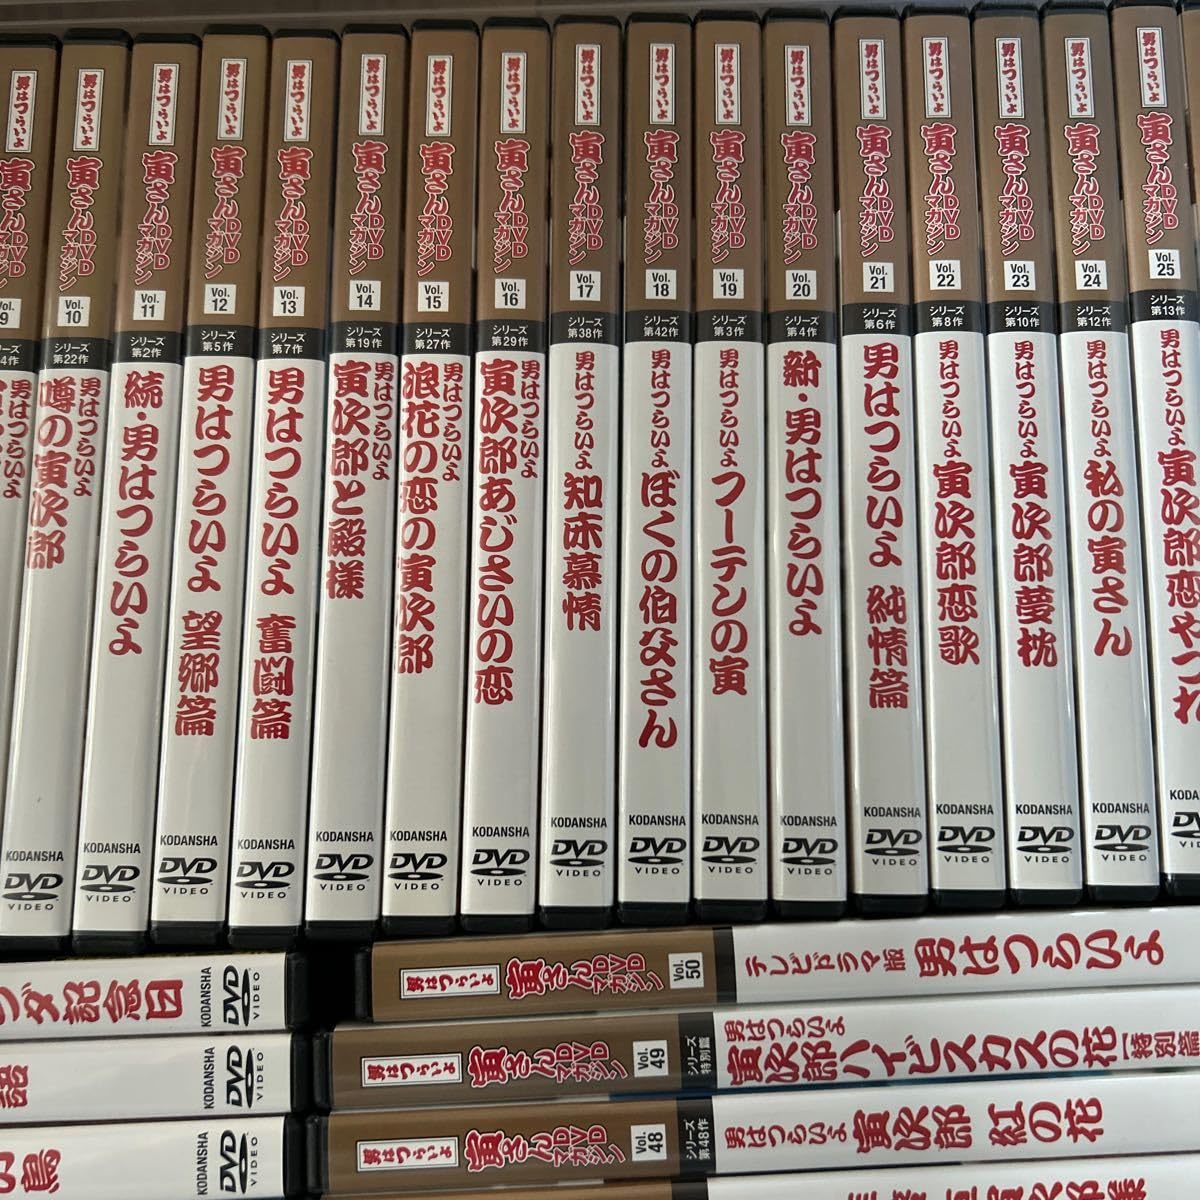 男はつらいよ
寅さんDVDマガジン
9
男はつらいよ
男はつらいよ
寅さんDVDマガジン
Vol. 10
シリーズ第22作
男はつらいよ
噂の寅次郎
KODANSHA
DVD VIDEO
男はつらいよ
寅さんDVDマガジン
Vol. 11
シリーズ第2作
続・男はつらいよ
KODANSHA
DVD VIDEO
男はつらいよ
寅さんDVDマガジン
Vol. 12
シリーズ第5作
男はつらいよ 望郷篇
KODANSHA
DVD VIDEO
男はつらいよ
寅さんDVDマガジン
Vol. 13
シリーズ第7作
男はつらいよ 奮闘篇
KODANSHA
DVD VIDEO
男はつらいよ
寅さんDVDマガジン
Vol. 14
シリーズ第19作
男はつらいよ
寅次郎と殿様
KODANSHA
DVD VIDEO
男はつらいよ
寅さんDVDマガジン
Vol. 15
シリーズ第27作
男はつらいよ
浪花の恋の寅次郎
KODANSHA
DVD VIDEO
男はつらいよ
寅さんDVDマガジン
Vol. 16
シリーズ第29作
男はつらいよ
寅次郎あじさいの恋
KODANSHA
DVD VIDEO
男はつらいよ
寅さんDVDマガジン
Vol. 17
シリーズ第38作
男はつらいよ 知床慕情
KODANSHA
DVD VIDEO
男はつらいよ
寅さんDVDマガジン
Vol. 18
シリーズ第42作
男はつらいよ ぼくの伯父さん
KODANSHA
DVD VIDEO
男はつらいよ
寅さんDVDマガジン
Vol. 19
シリーズ第3作
男はつらいよ フーテンの寅
KODANSHA
DVD VIDEO
男はつらいよ
寅さんDVDマガジン
Vol. 20
シリーズ第4作
新・男はつらいよ
KODANSHA
DVD VIDEO
男はつらいよ
寅さんDVDマガジン
Vol. 21
シリーズ第6作
男はつらいよ 純情篇
KODANSHA
DVD VIDEO
男はつらいよ
寅さんDVDマガジン
Vol. 22
シリーズ第8作
男はつらいよ 寅次郎恋歌
KODANSHA
DVD VIDEO
男はつらいよ
寅さんDVDマガジン
Vol. 23
シリーズ第10作
男はつらいよ 寅次郎夢枕
KODANSHA
DVD VIDEO
男はつらいよ
寅さんDVDマガジン
Vol. 24
シリーズ第12作
男はつらいよ 私の寅さん
KODANSHA
DVD VIDEO
男はつらいよ
寅さんDVDマガジン
Vol. 25
シリーズ第13作
男はつらいよ 寅次郎恋やつれ
ダ記念日
KODANSHA
DVD VIDEO
語
KODANSHA
DVD VIDEO
鳥
KODANSHA
DVD VIDEO
男はつらいよ
寅さんDVDマガジン
Vol. 50
テレビドラマ版 男はつらいよ
男はつらいよ
寅さんDVDマガジン
Vol. 49
シリーズ特別篇
男はつらいよ
寅次郎ハイビスカスの花 特別篇
男はつらいよ
寅さんDVDマガジン
Vol. 48
シリーズ第48作
男はつらいよ 寅次郎 紅の花